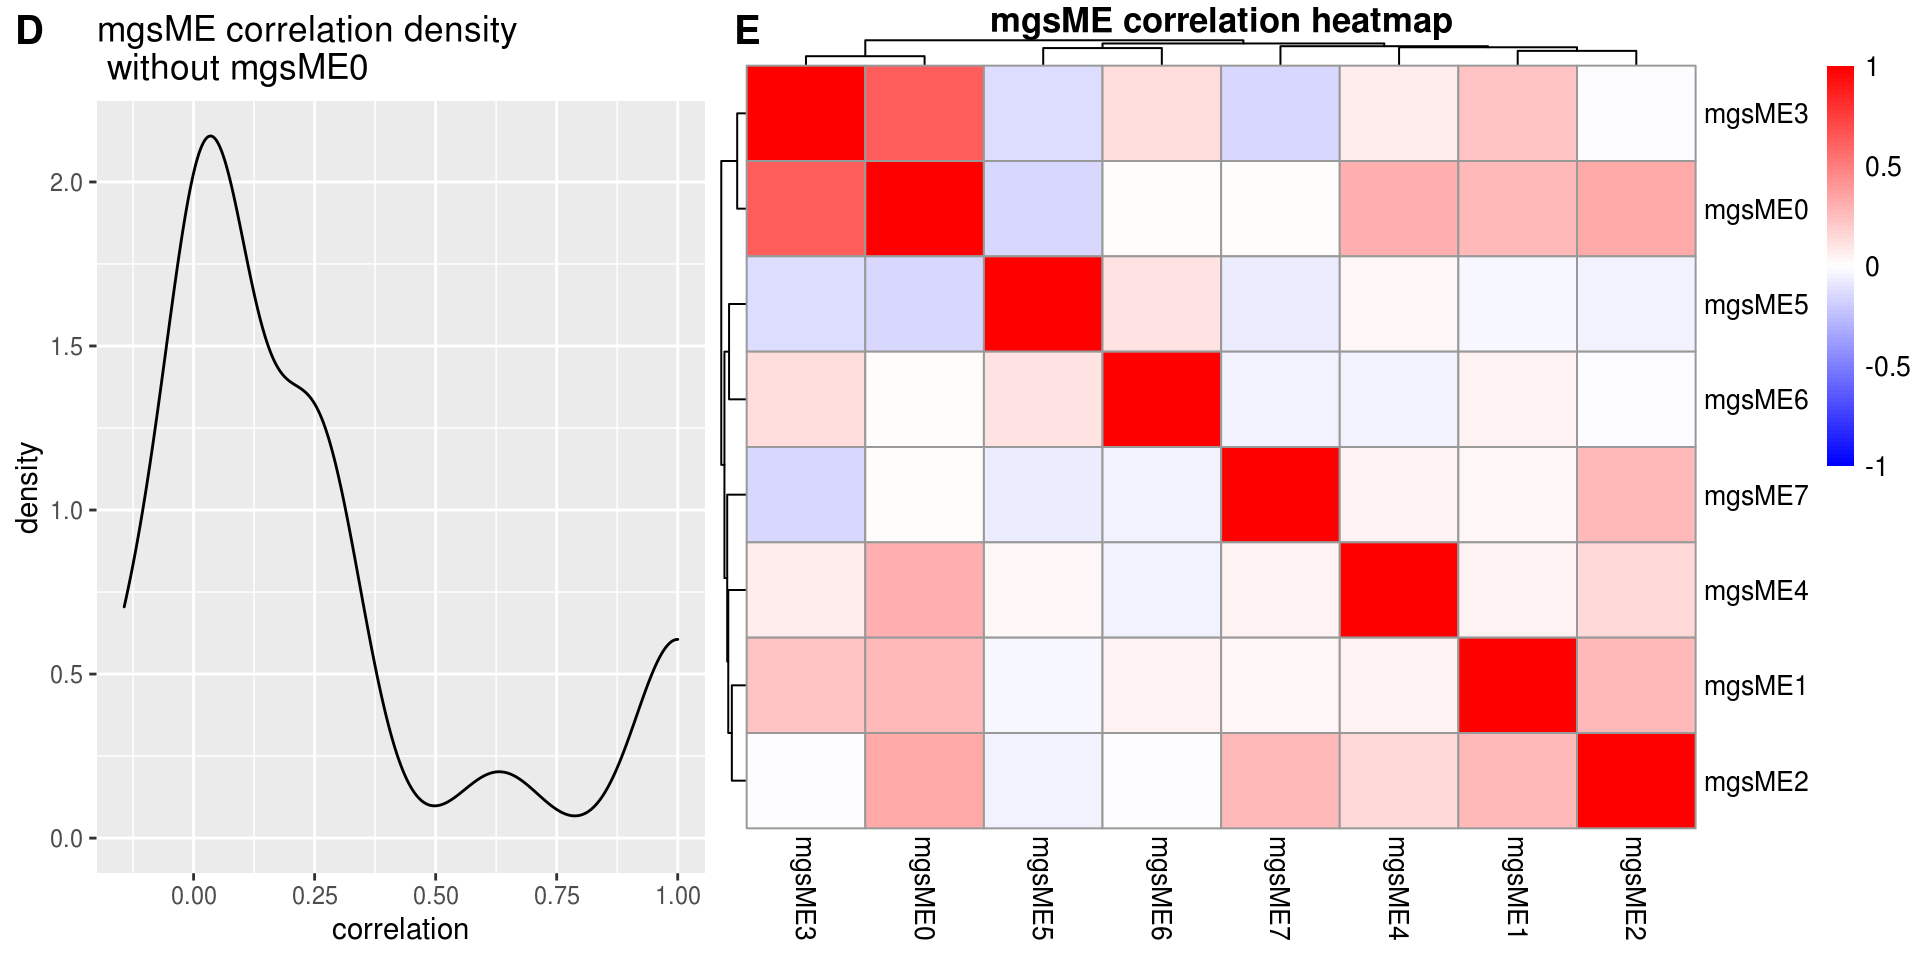 D
mgsME correlation density
without mgsME0
density
2.0
1.5
1.0
0.5
0.0
0.00 0.25 0.50 0.75 1.00
correlation
E
mgsME correlation heatmap
mgsME3
mgsME0
mgsME5
mgsME6
mgsME7
mgsME4
mgsME1
mgsME2
mgsME3 mgsME0 mgsME5 mgsME6 mgsME7 mgsME4 mgsME1 mgsME2
1
0.5
0
-0.5
-1